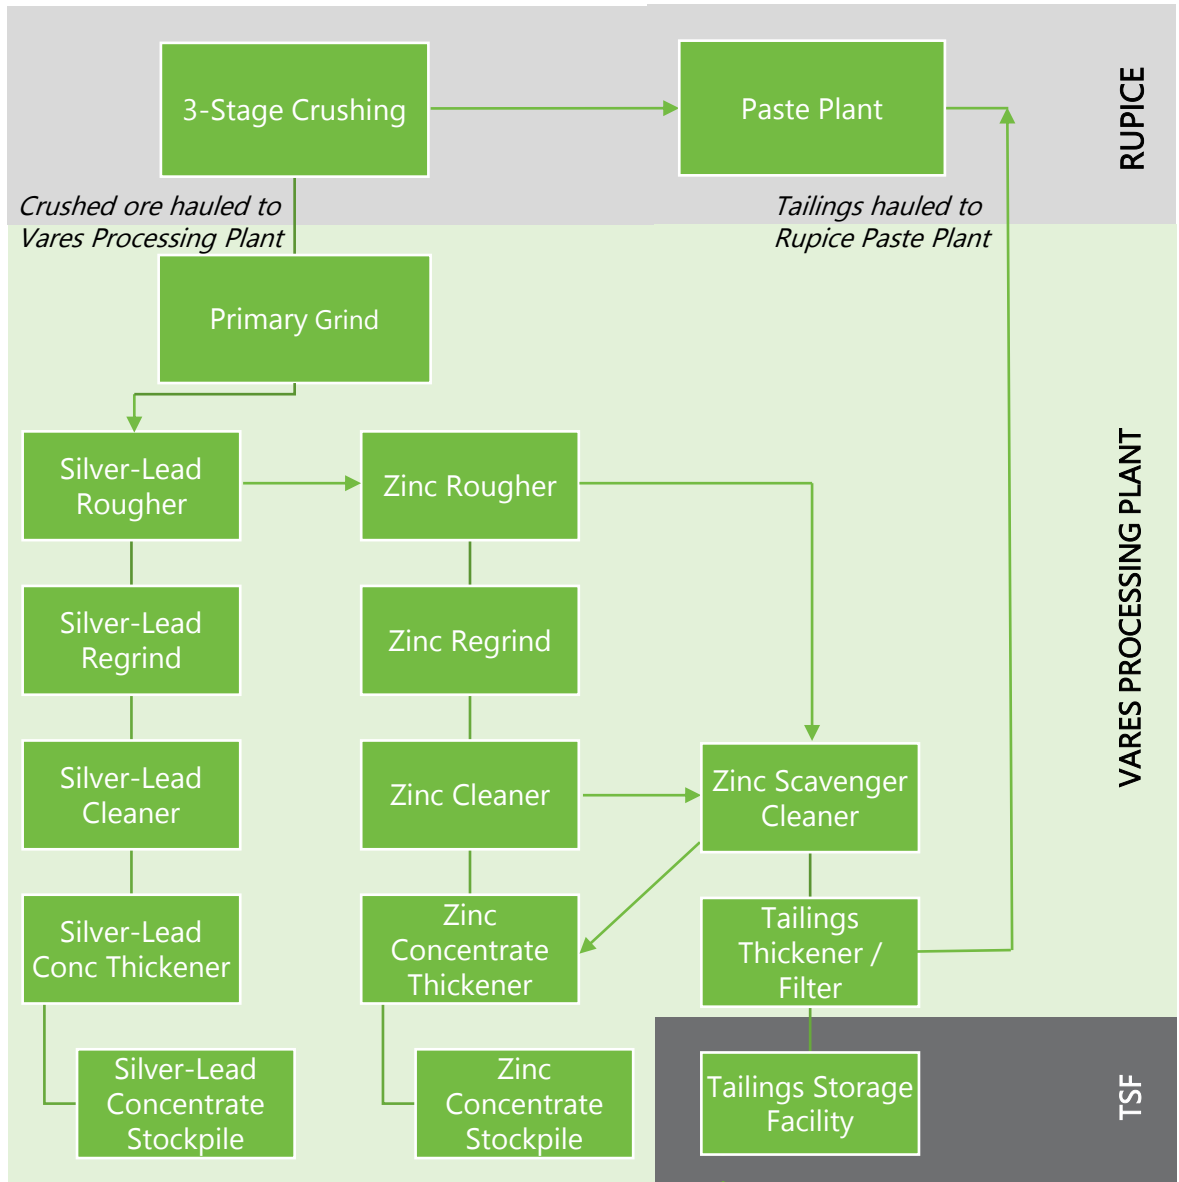 3-Stage Crushing
Paste Plant
RUPICE
Crushed ore hauled to
Vares Processing Plant
Tailings hauled to
Rupice Paste Plant
Primary Grind
Silver-Lead
Rougher
Zinc Rougher
VARES PROCESSING PLANT
Silver-Lead
Regrind
Zinc Regrind
Silver-Lead
Cleaner
Zinc Cleaner
Zinc Scavenger
Cleaner
Silver-Lead
Conc Thickener
Zinc
Concentrate
Thickener
Tailings
Thickener /
Filter
Silver-Lead
Concentrate
Stockpile
Zinc
Concentrate
Stockpile
Tailings Storage
Facility
TSF